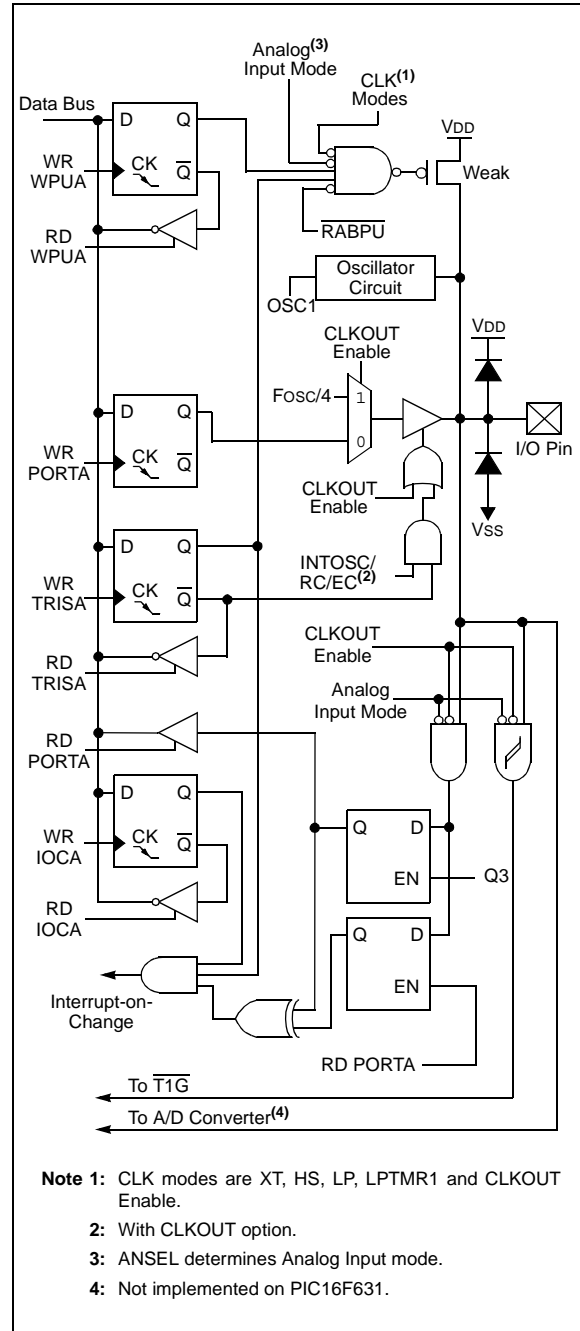 Analog(3)
Input Mode
CLK(1)
Modes
Data Bus
VDD
D Q
WR
WPUA
CK Q
Weak
RD
WPUA
RABPU
Oscillator
Circuit
OSC1
CLKOUT
Enable
VDD
FOSC/4
1
D Q
0
I/O Pin
WR
PORTA
CK Q
CLKOUT
Enable
VSS
D Q
INTOSC/
RC/EC(2)
WR
TRISA
CK Q
CLKOUT
Enable
RD
TRISA
Analog
Input Mode
RD
PORTA
D Q
Q D
WR
IOCA
CK Q
EN
Q3
RD
IOCA
Q D
EN
Interrupt-on-
Change
RD PORTA
To T1G
To A/D Converter(4)
Note 1: CLK modes are XT, HS, LP, LPTMR1 and CLKOUT
Enable.
2: With CLKOUT option.
3: ANSEL determines Analog Input mode.
4: Not implemented on PIC16F631.